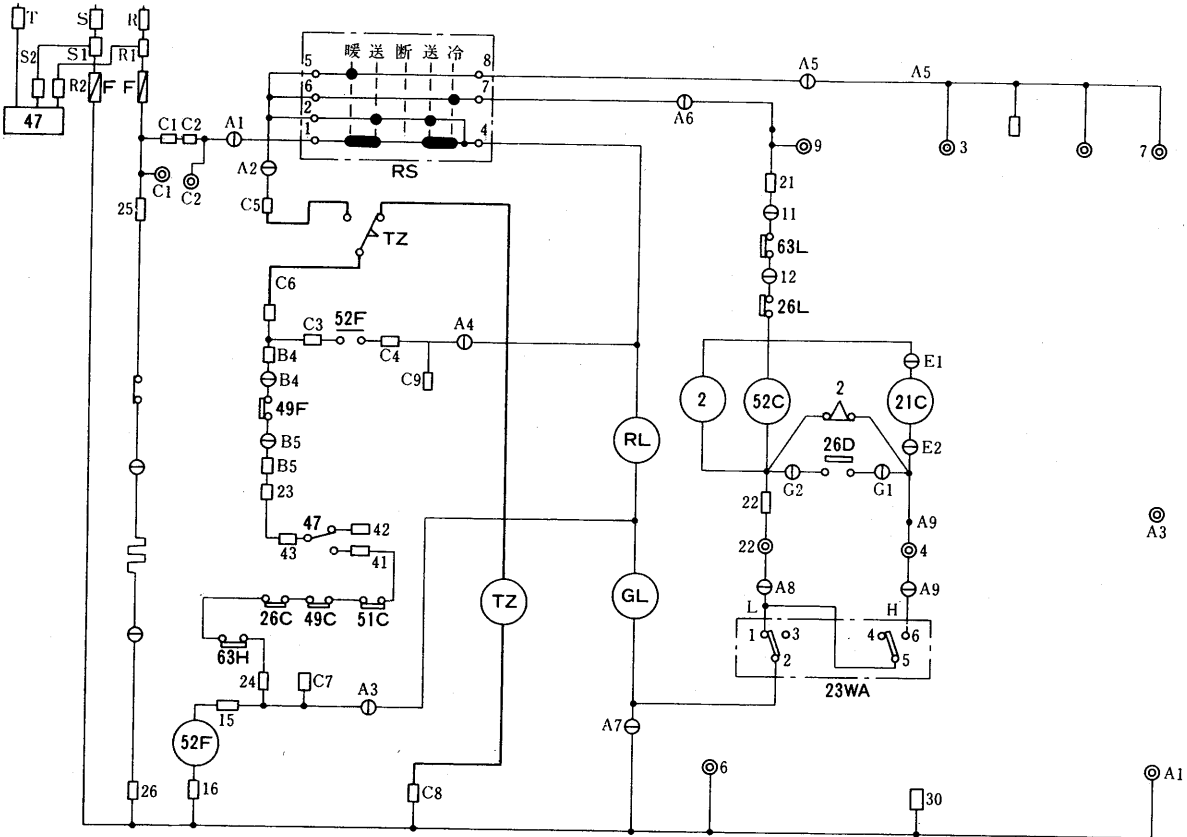 T S R
47
S2 S1 R1
R2 F F
C1 C2 A1
C1 C2
25
暖 送 断 送 冷
5 8
6 7
2
1 4
RS
A5 A5
A6
9
3 7
A2
C5
TZ
C6
C3 52F C4 A4
C9
B4
B4
49F
B5
B5
23
47 42
43 41
26C 49C 51C
63H
24 C7 A3
15
52F
16
26
C8
TZ
RL
GL
A7
21
11
63L
12
26L
2 52C 2 21C
E1
E2
26D
G2 G1
22 A9
22 4
A8 A9
L H
1 3 4 6
2 5
23WA
A3
6
30
A1